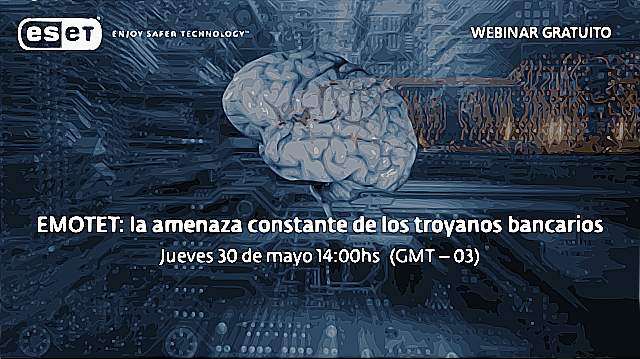 eset ENJOY SAFER TECHNOLOGY™
WEBINAR GRATUITO
EMOTET: la amenaza constante de los troyanos bancarios
Jueves 30 de mayo 14:00hs (GMT – 03)